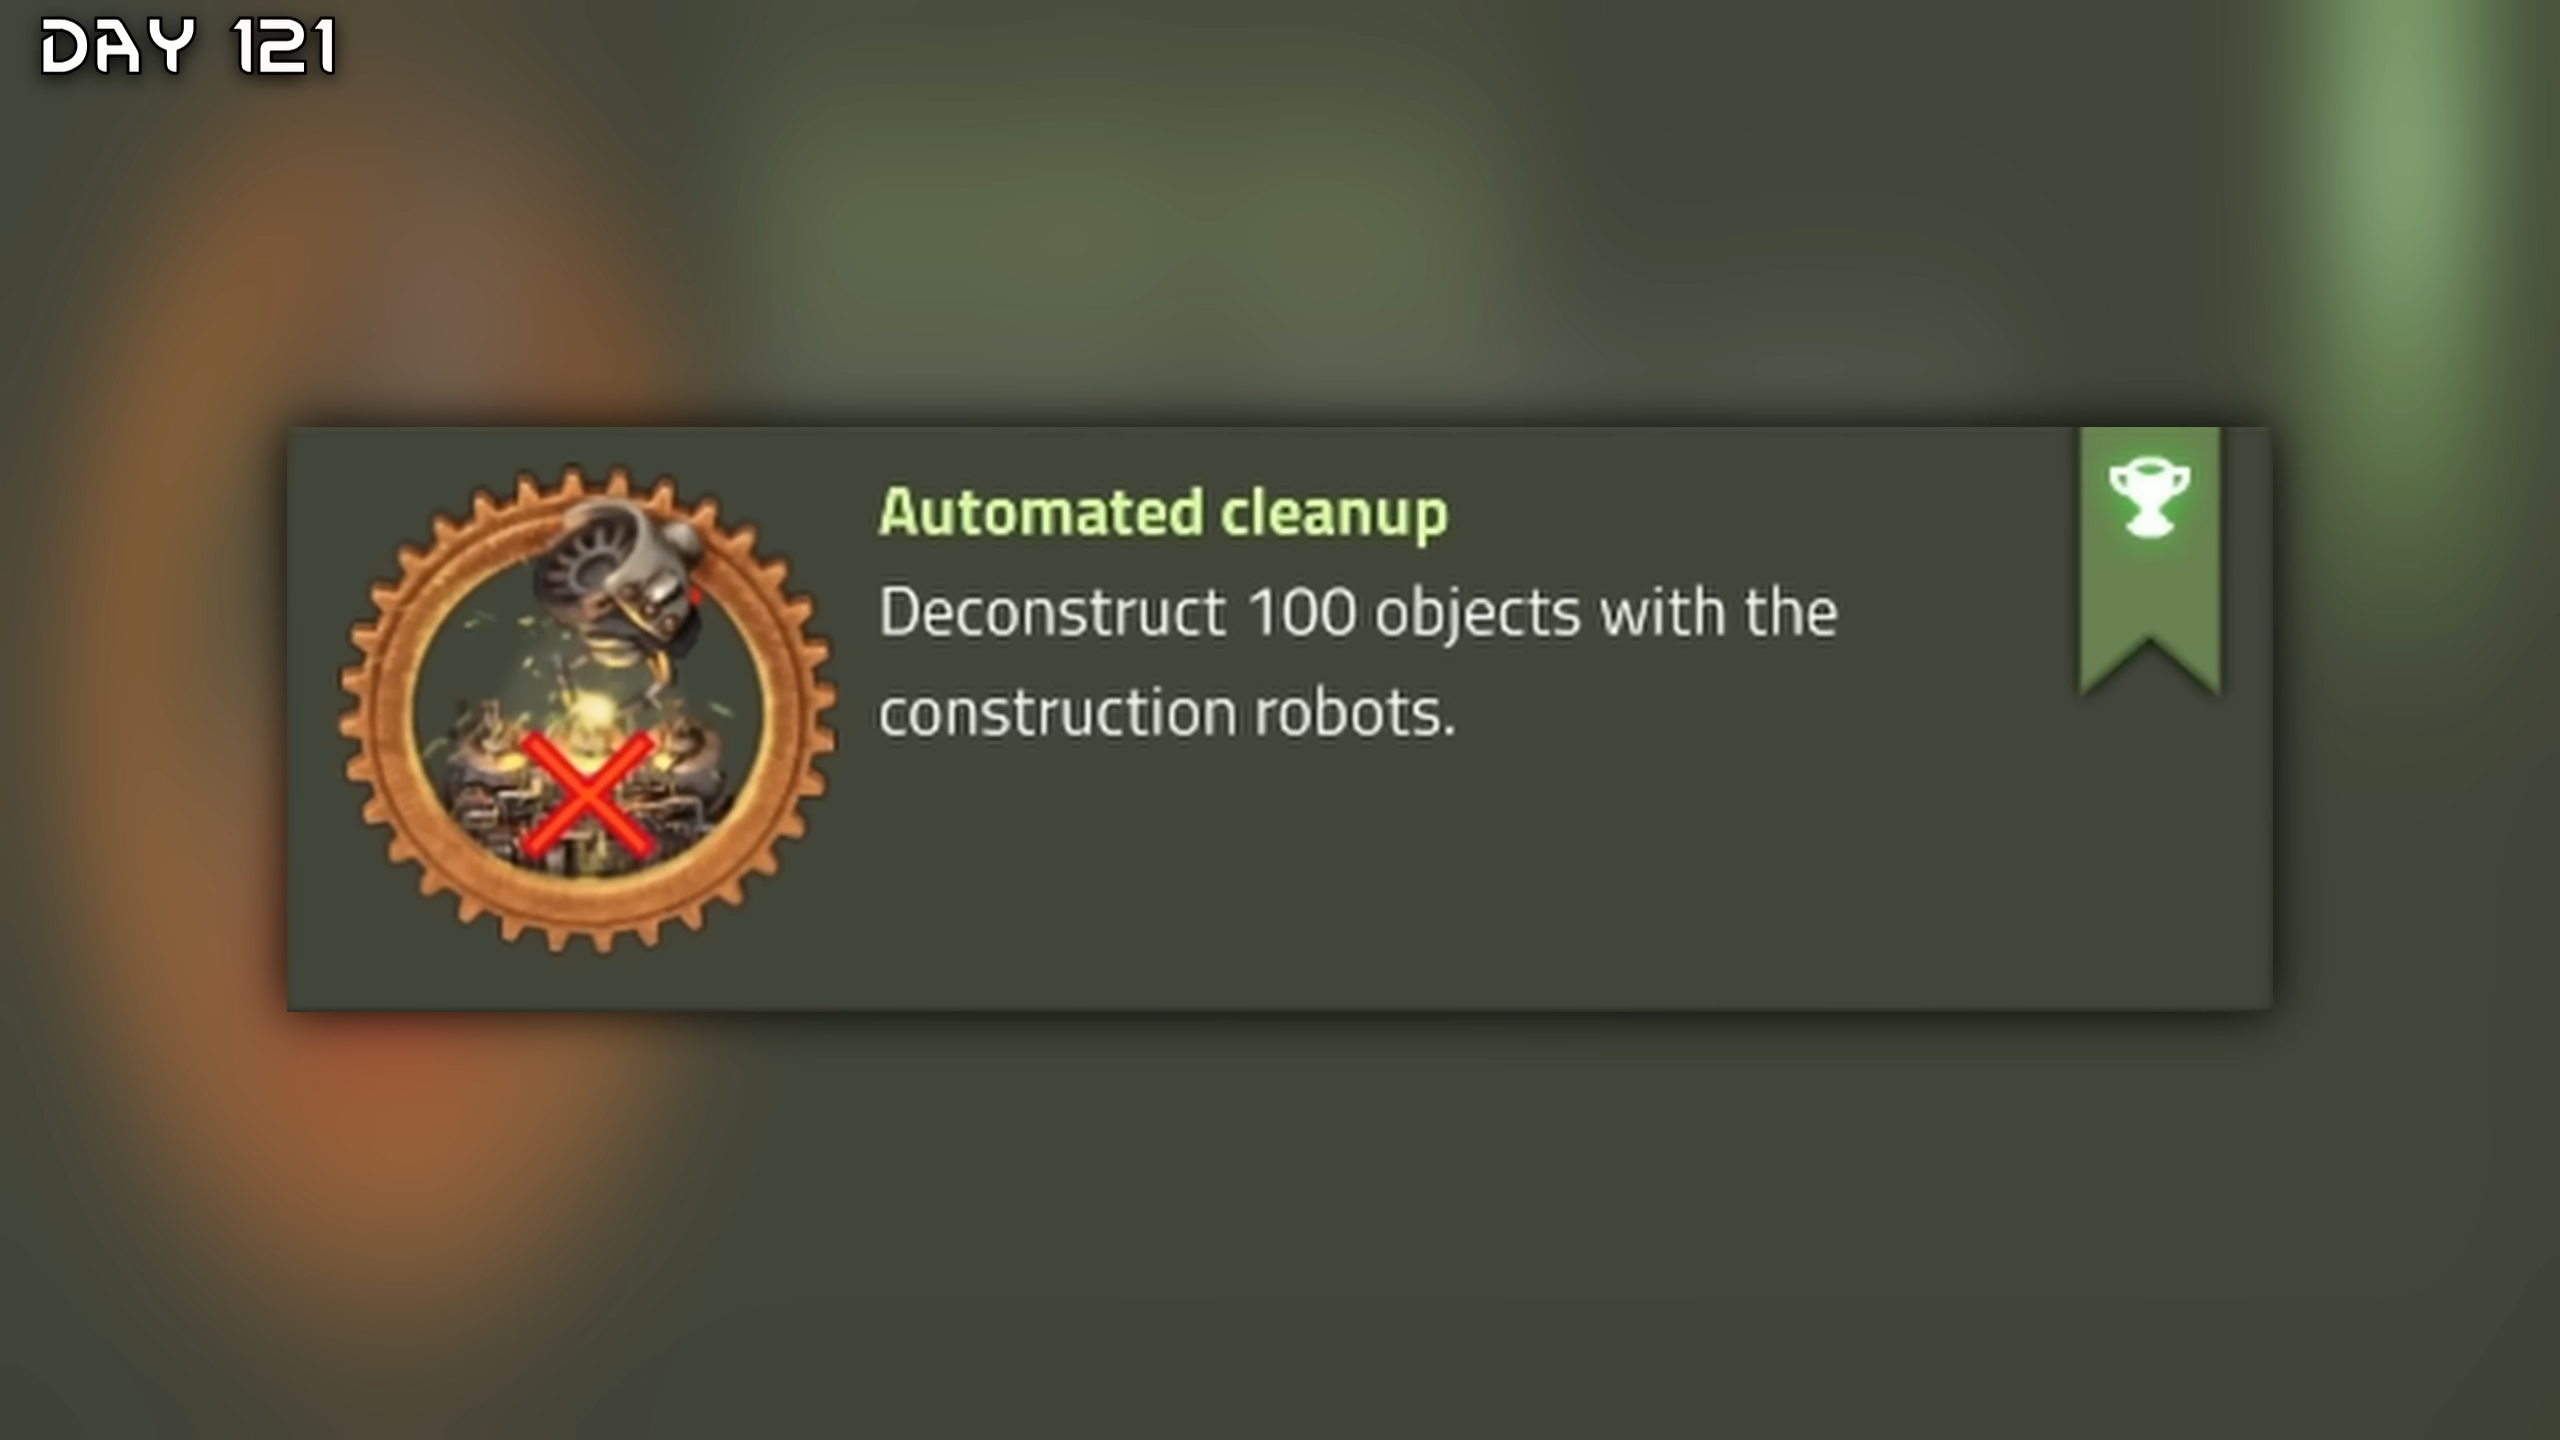 DAY 121
Automated cleanup
Deconstruct 100 objects with the
construction robots.